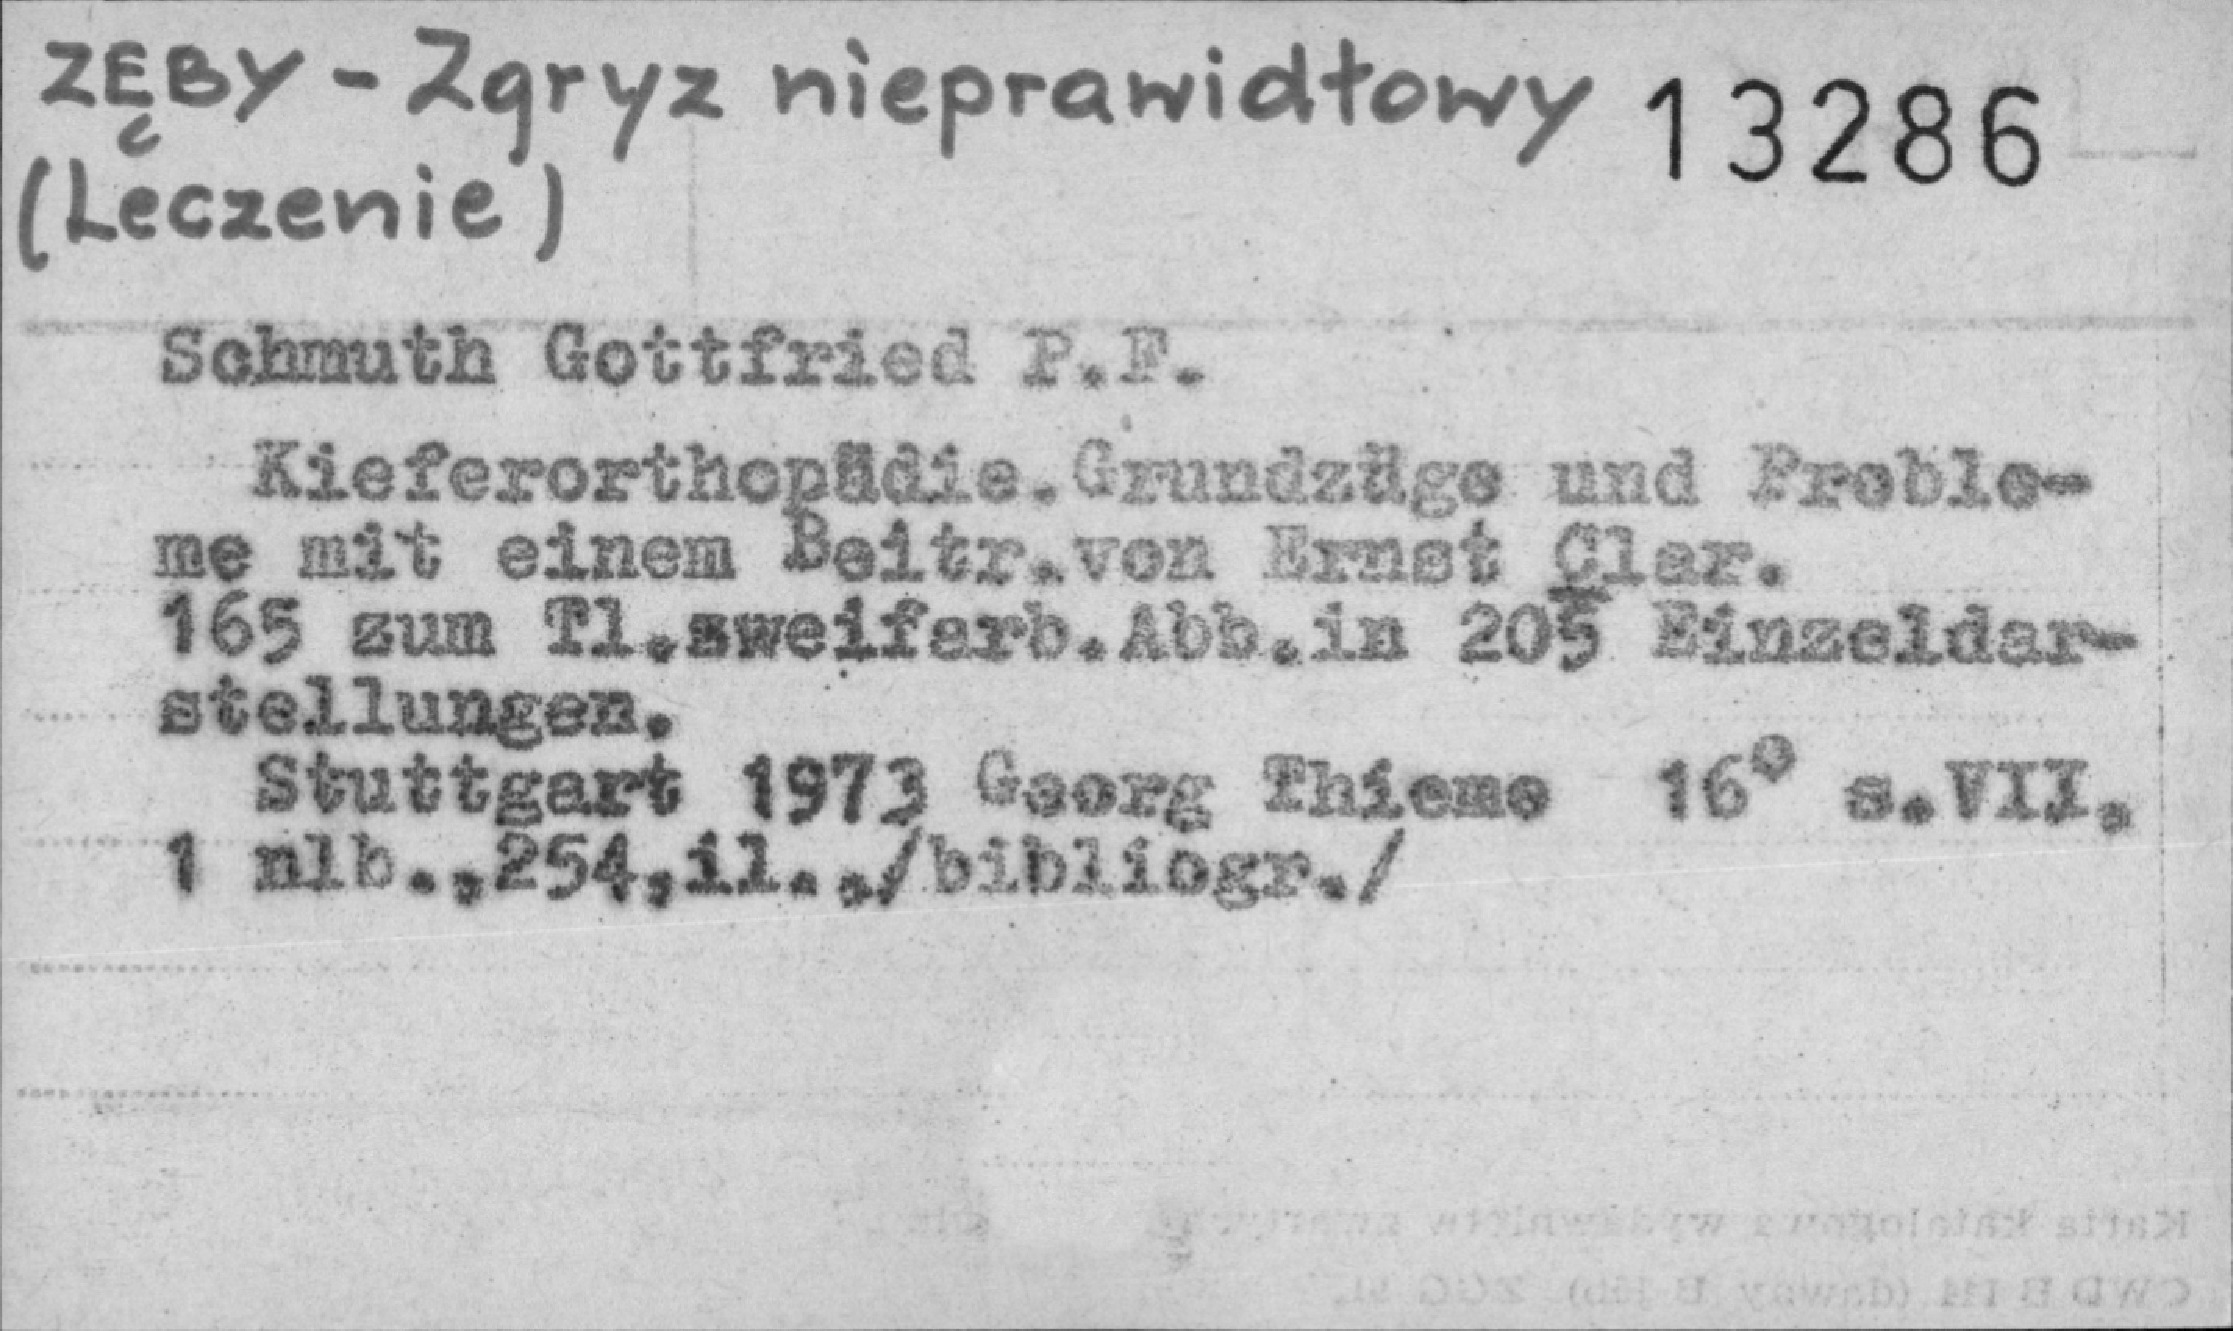 ZĘBY - Zgryz nieprawidłowy 13286
(Leczenie)
Schmuth Gottfried P.F.
Kieferorthopädie.Grundzüge und Proble-
me mit einem Beitr.von Ernst Clar.
165 zum Tl.zweifarb.Abb.in 205 Einzeldar-
stellungen.
Stuttgart 1973 Georg Thieme 16° s.VII,
1 nlb.,254,il.,/bibliogr./